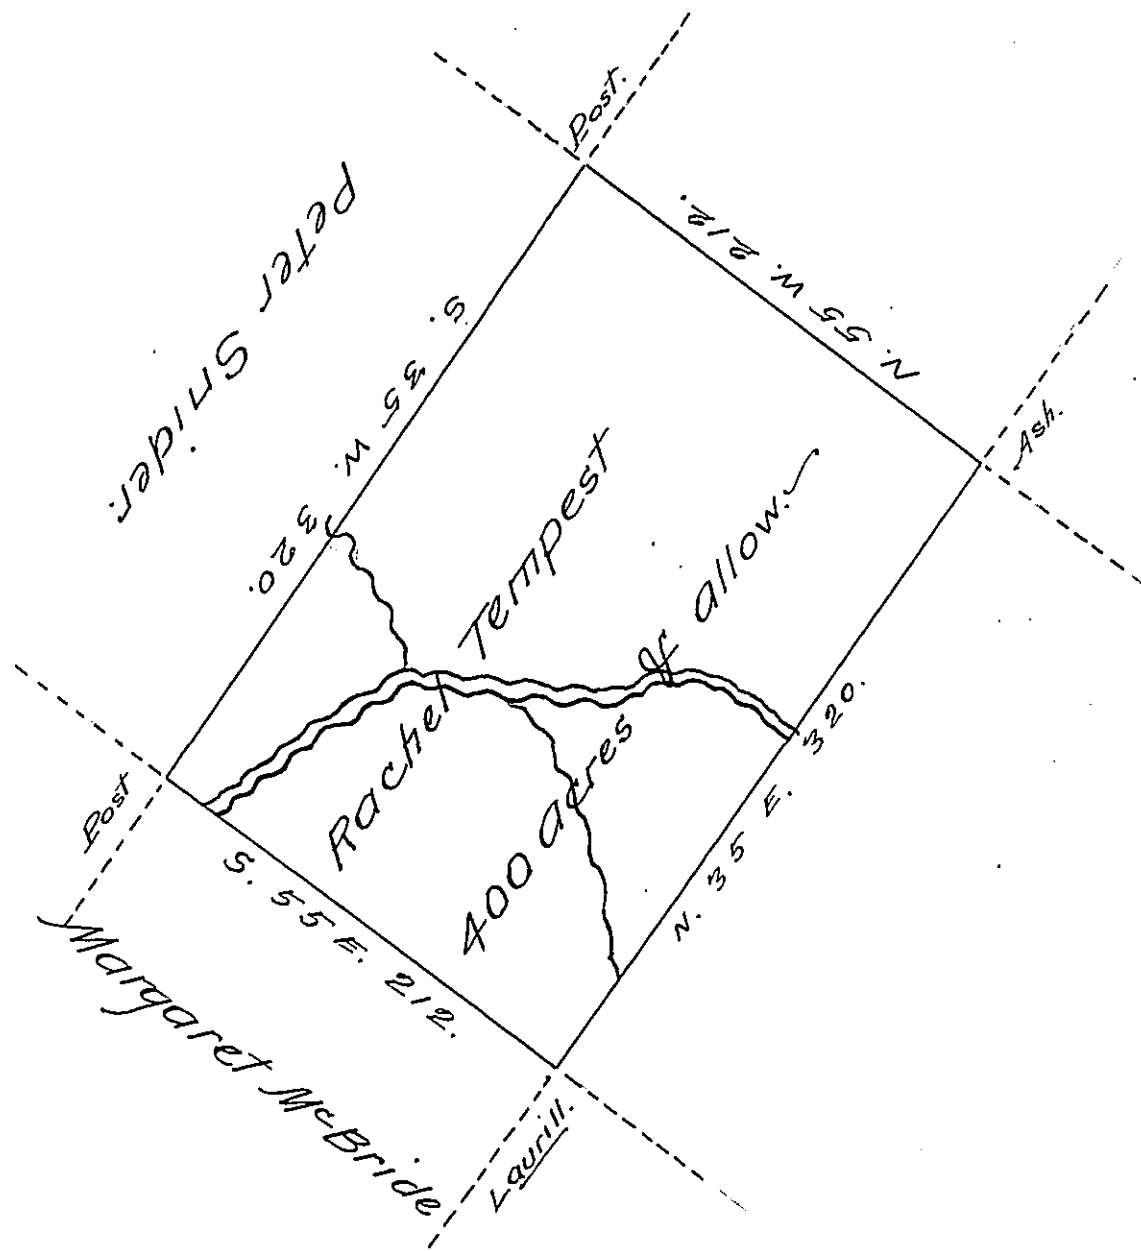 Post.
Peter Snider.
S. 35 W. 320.
N. 55 W. 212.
Ash.
Rachel Tempest
400 acres & allow.
N. 35 E. 320.
Post
S. 55 E. 212.
Margaret McBride
Laurill.